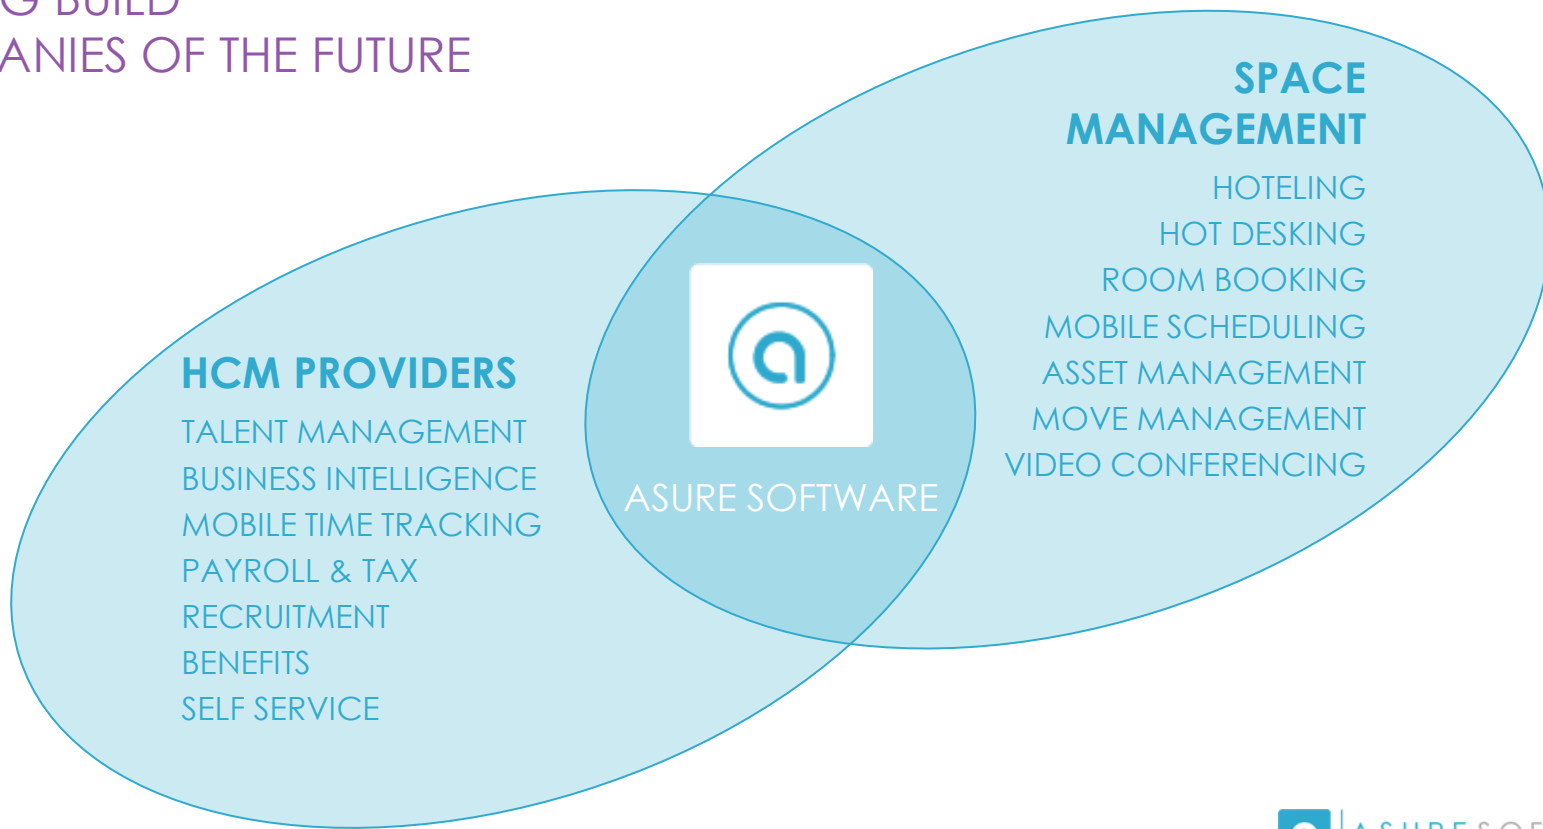 G BUILD
ANIES OF THE FUTURE
SPACE
MANAGEMENT
HOTELING
HOT DESKING
ROOM BOOKING
MOBILE SCHEDULING
ASSET MANAGEMENT
MOVE MANAGEMENT
VIDEO CONFERENCING
HCM PROVIDERS
TALENT MANAGEMENT
BUSINESS INTELLIGENCE
MOBILE TIME TRACKING
PAYROLL & TAX
RECRUITMENT
BENEFITS
SELF SERVICE
ASURE SOFTWARE